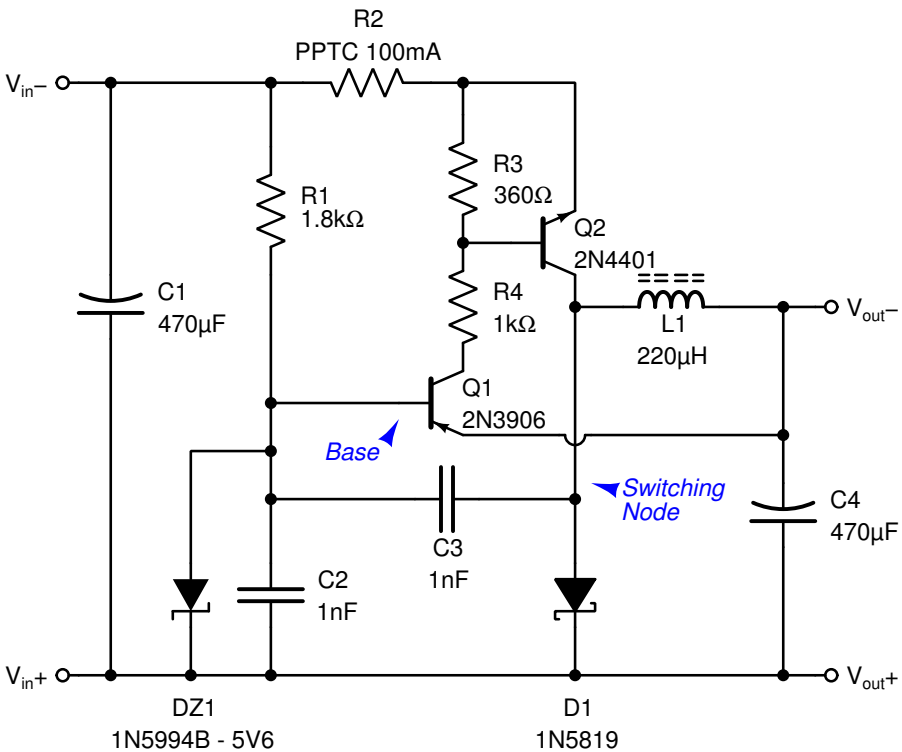 R2
PPTC 100mA
Vin–
R3
360Ω
R1
1.8kΩ
Q2
2N4401
C1
470µF
R4
1kΩ
L1
220µH
Vout–
Q1
2N3906
Base
Switching
Node
C4
470µF
C3
1nF
C2
1nF
Vin+
Vout+
DZ1
1N5994B - 5V6
D1
1N5819